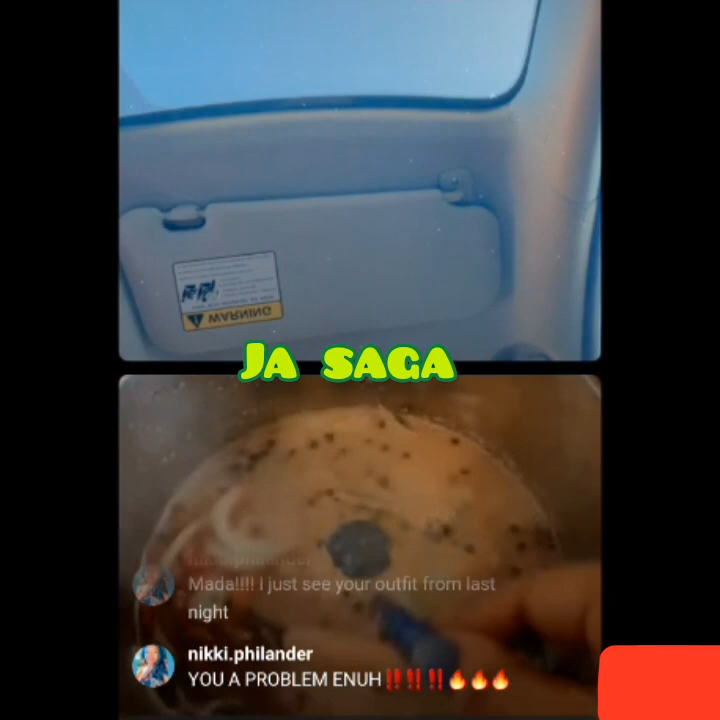 WARNING
JA SAGA
Mada!!!! I just see your outfit from last
night
nikki.philander
YOU A PROBLEM ENUH‼️‼️‼️🔥🔥🔥